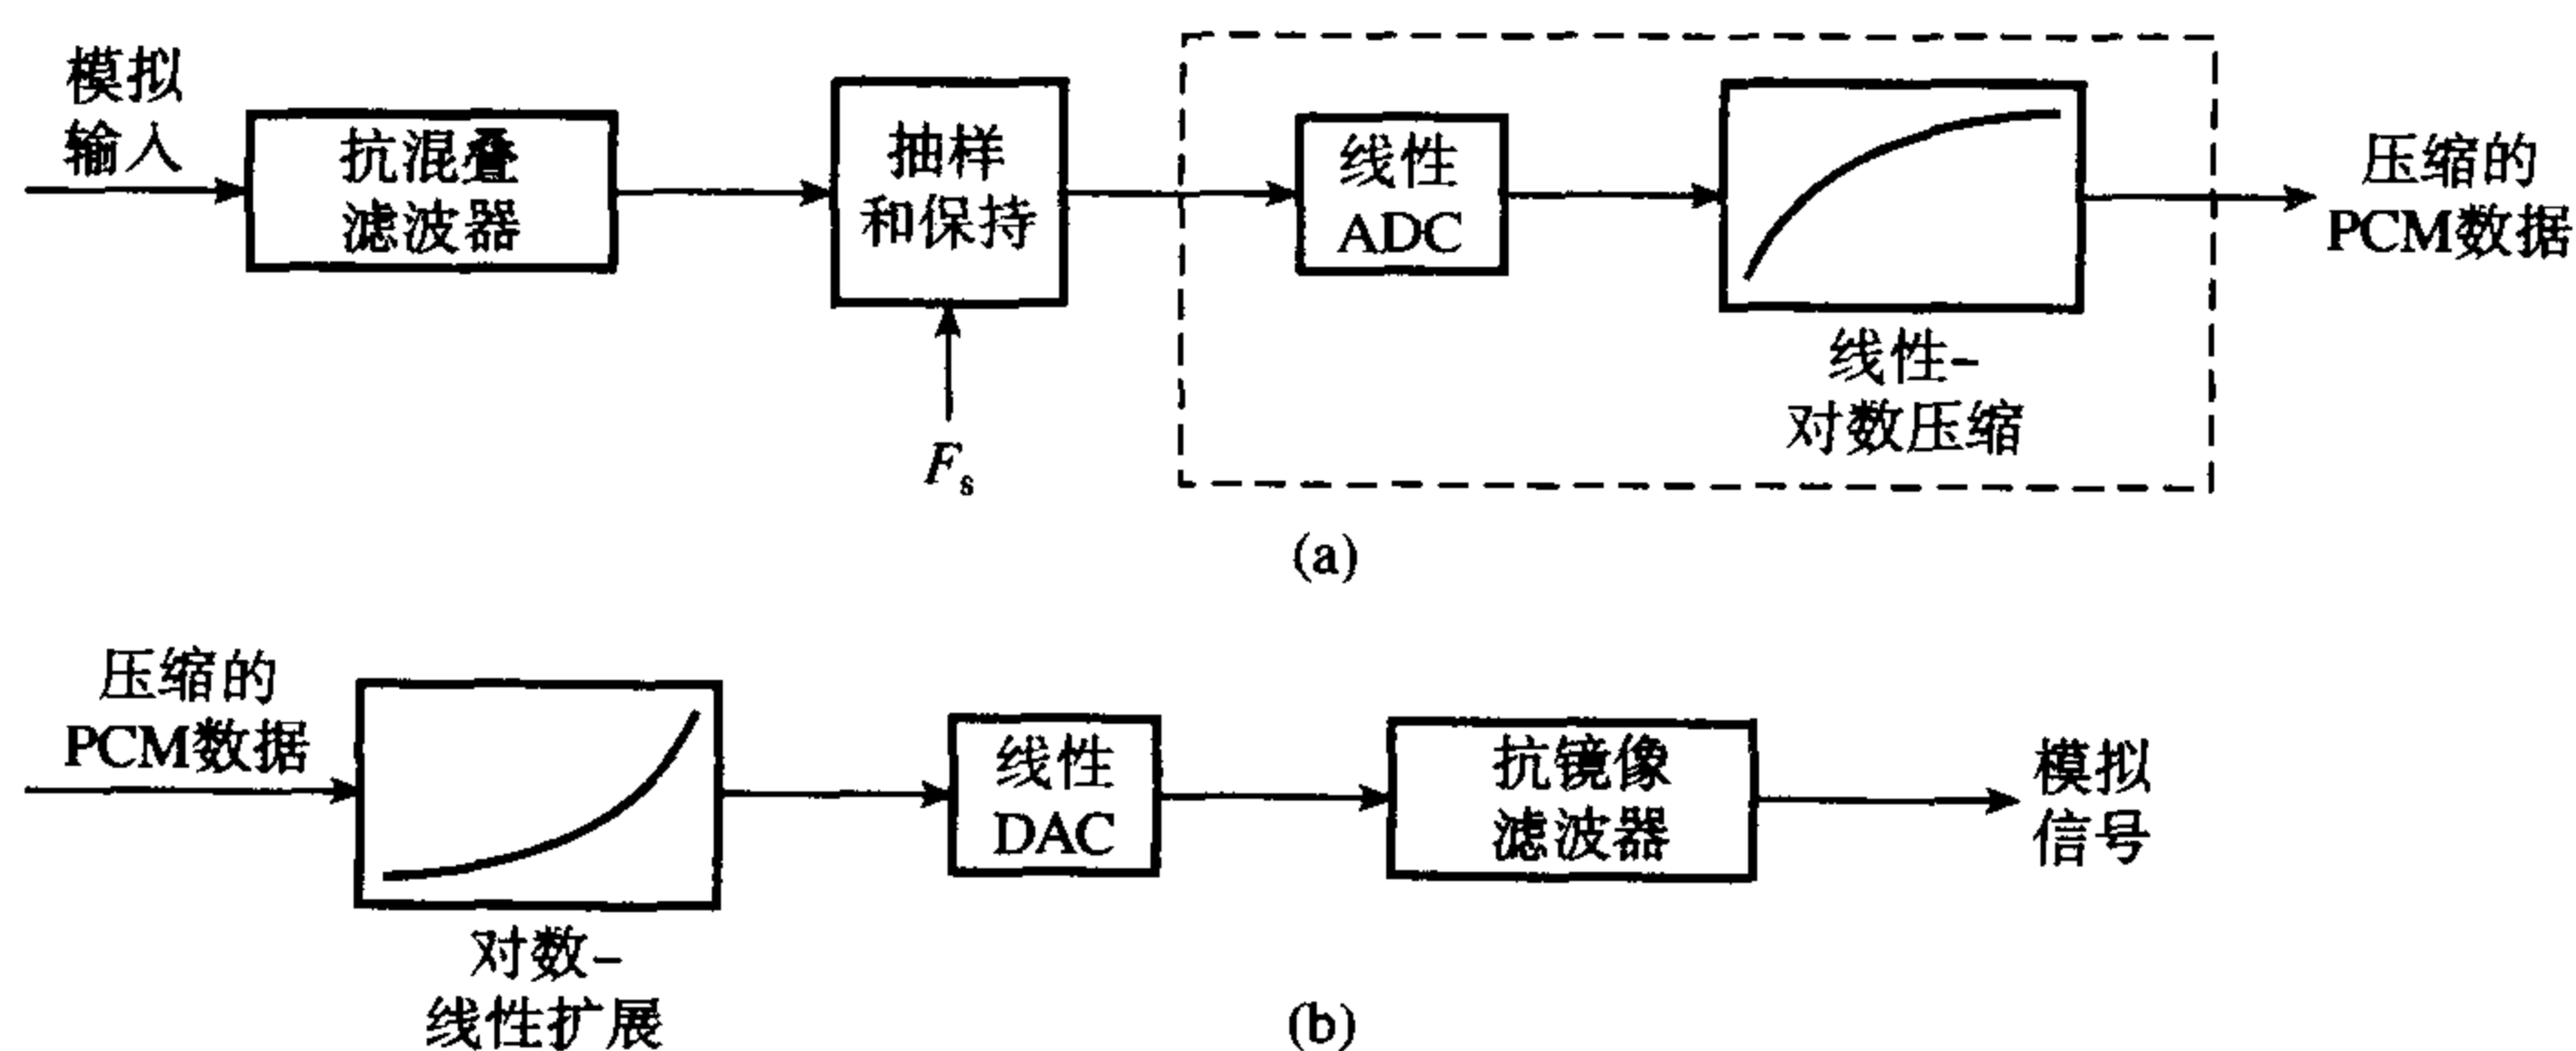 模拟
输入
抗混叠
滤波器
抽样
和保持
F_s
线性
ADC
线性-
对数压缩
压缩的
PCM数据
(a)
压缩的
PCM数据
对数-
线性扩展
线性
DAC
抗镜像
滤波器
模拟
信号
(b)